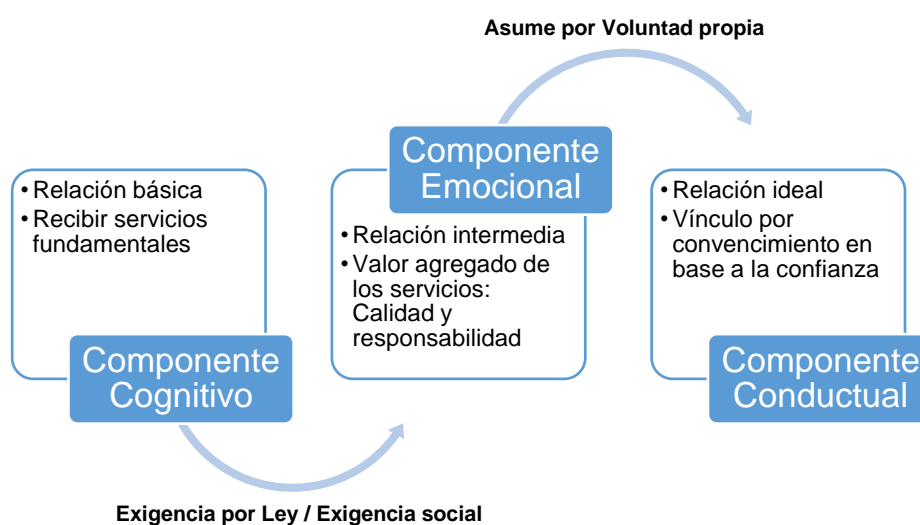 Asume por Voluntad propia
• Relación básica
• Recibir servicios
fundamentales
Componente
Cognitivo
Componente
Emocional
• Relación intermedia
• Valor agregado de
los servicios:
Calidad y
responsabilidad
• Relación ideal
• Vínculo por
convencimiento en
base a la confianza
Componente
Conductual
Exigencia por Ley / Exigencia social